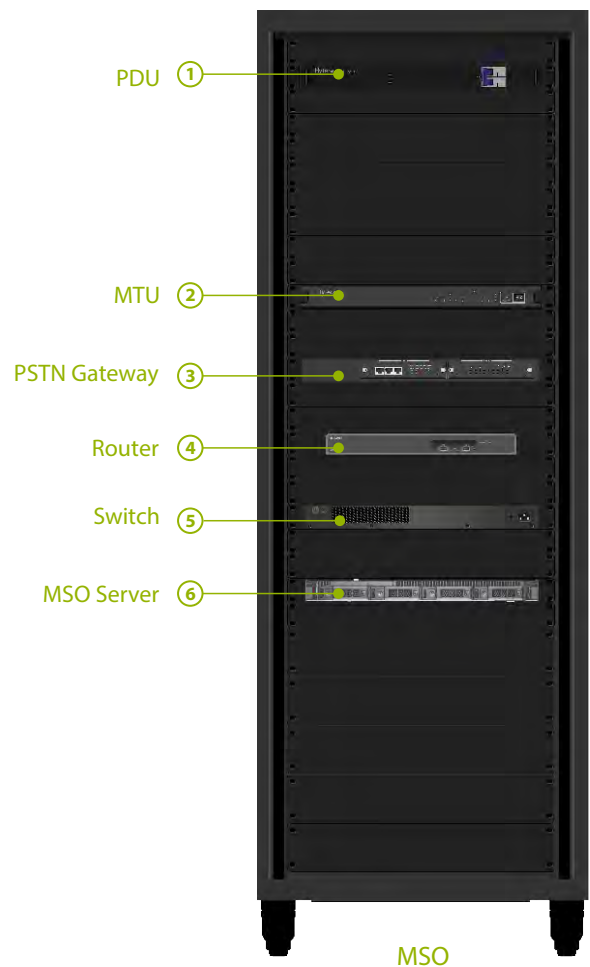 PDU 1
MTU 2
PSTN Gateway 3
Router 4
Switch 5
MSO Server 6
MSO